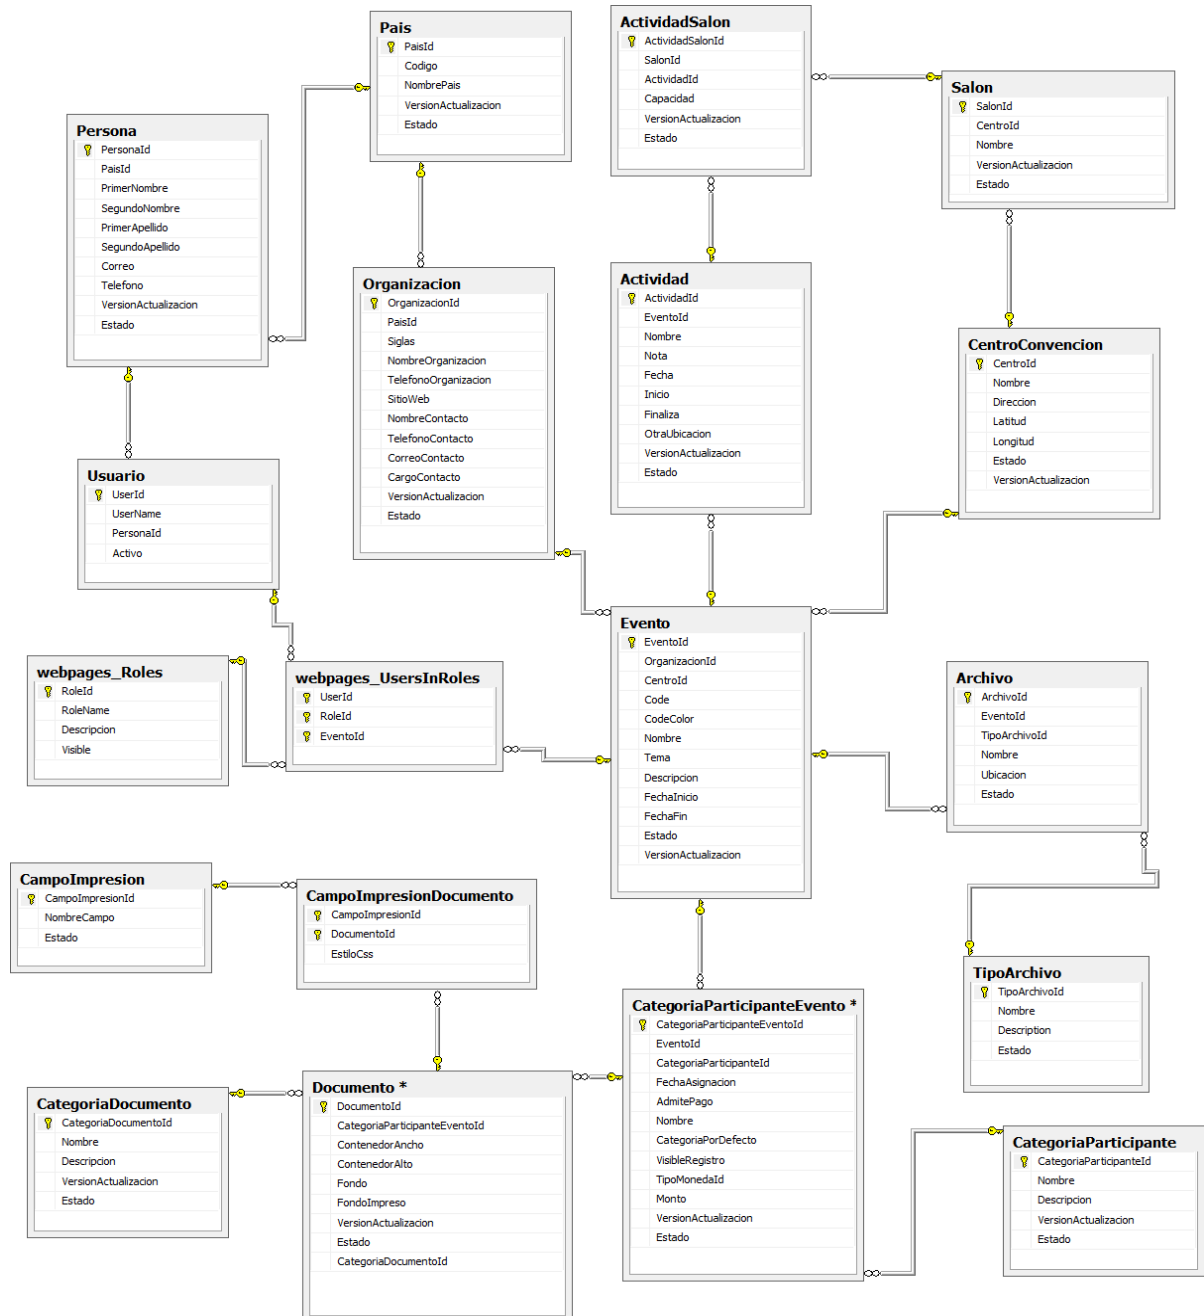 Pais
PaisId
Codigo
NombrePais
VersionActualizacion
Estado
ActividadSalon
ActividadSalonId
SalonId
ActividadId
Capacidad
VersionActualizacion
Estado
Salon
SalonId
CentroId
Nombre
VersionActualizacion
Estado
Persona
PersonaId
PaisId
PrimerNombre
SegundoNombre
PrimerApellido
SegundoApellido
Correo
Telefono
VersionActualizacion
Estado
Organizacion
OrganizacionId
PaisId
Siglas
NombreOrganizacion
TelefonoOrganizacion
SitioWeb
NombreContacto
TelefonoContacto
CorreoContacto
CargoContacto
VersionActualizacion
Estado
Actividad
ActividadId
EventoId
Nombre
Nota
Fecha
Inicio
Finaliza
OtraUbicacion
VersionActualizacion
Estado
CentroConvencion
CentroId
Nombre
Direccion
Latitud
Longitud
Estado
VersionActualizacion
Usuario
UserId
UserName
PersonaId
Activo
webpages_Roles
RoleId
RoleName
Descripcion
Visible
webpages_UsersInRoles
UserId
RoleId
EventoId
Evento
EventoId
OrganizacionId
CentroId
Code
CodeColor
Nombre
Tema
Descripcion
FechaInicio
FechaFin
Estado
VersionActualizacion
Archivo
ArchivoId
EventoId
TipoArchivoId
Nombre
Ubicacion
Estado
CampoImpresion
CampoImpresionId
NombreCampo
Estado
CampoImpresionDocumento
CampoImpresionId
DocumentoId
EstiloCss
TipoArchivo
TipoArchivoId
Nombre
Description
Estado
CategoriaParticipanteEvento *
CategoriaParticipanteEventoId
EventoId
CategoriaParticipanteId
FechaAsignacion
AdmitePago
Nombre
CategoriaPorDefecto
VisibleRegistro
TipoMonedaId
Monto
VersionActualizacion
Estado
CategoriaDocumento
CategoriaDocumentoId
Nombre
Descripcion
VersionActualizacion
Estado
Documento *
DocumentoId
CategoriaParticipanteEventoId
ContenedorAncho
ContenedorAlto
Fondo
FondoImpreso
VersionActualizacion
Estado
CategoriaDocumentoId
CategoriaParticipante
CategoriaParticipanteId
Nombre
Descripcion
VersionActualizacion
Estado